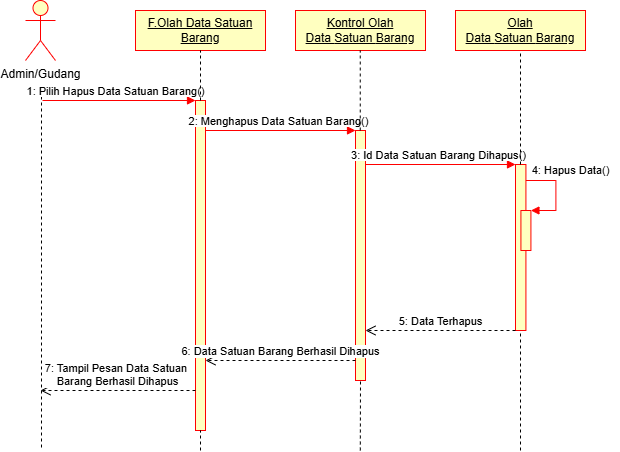 F.Olah Data Satuan
Barang
Kontrol Olah
Data Satuan Barang
Olah
Data Satuan Barang
Admin/Gudang
1: Pilih Hapus Data Satuan Barang()
2: Menghapus Data Satuan Barang()
3: Id Data Satuan Barang Dihapus()
4: Hapus Data()
5: Data Terhapus
6: Data Satuan Barang Berhasil Dihapus
7: Tampil Pesan Data Satuan
Barang Berhasil Dihapus